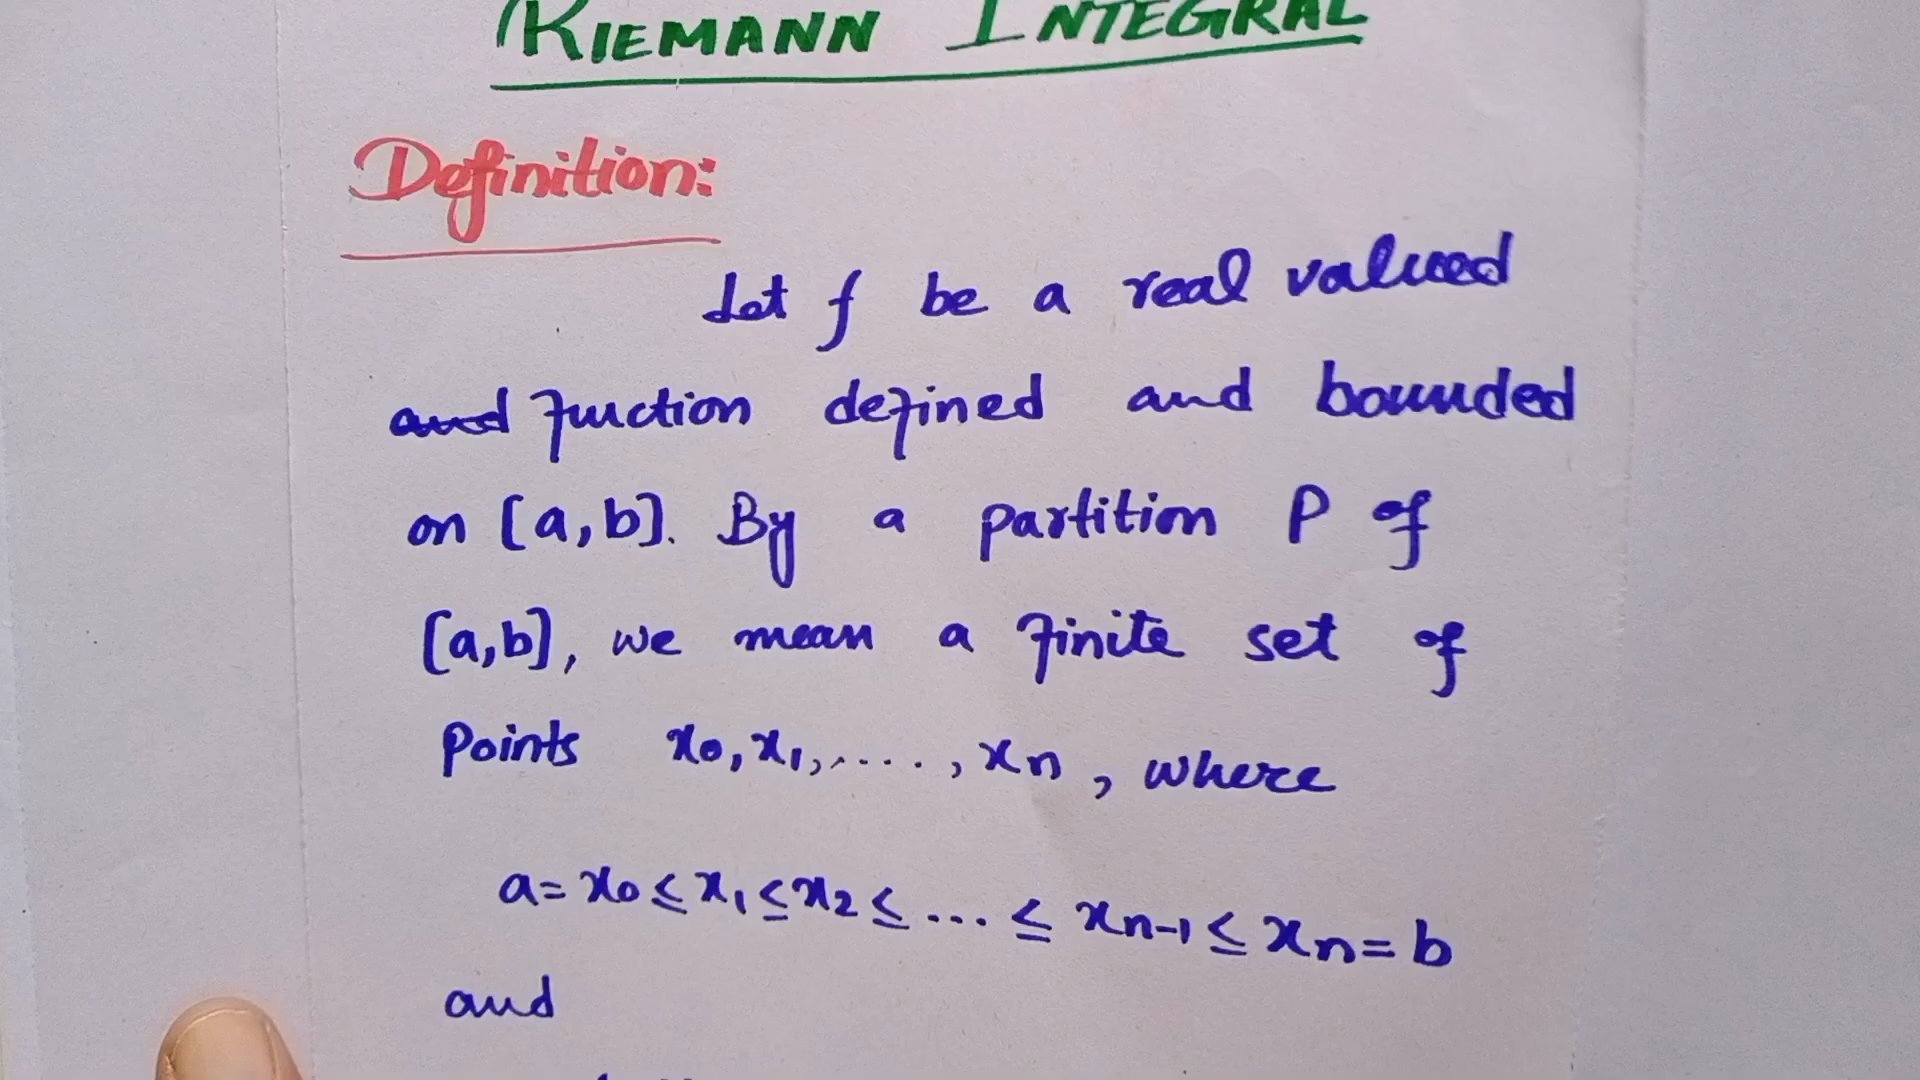 RIEMANN INTEGRAL
Definition:
Let f be a real valued
and function defined and bounded
on [a,b]. By a partition P of
[a,b], we mean a finite set of
Points x₀, x₁, ....., xₙ, where
a = x₀ ≤ x₁ ≤ x₂ ≤ ... ≤ xₙ₋₁ ≤ xₙ = b
and